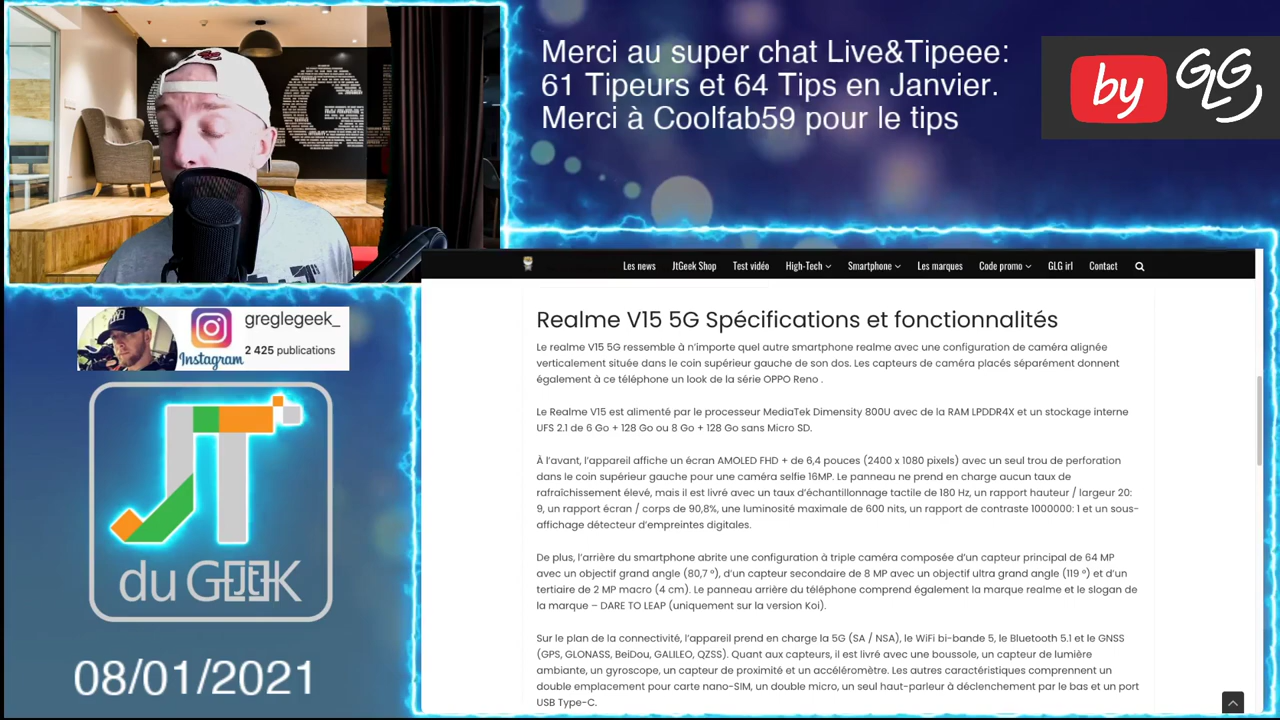 Merci au super chat Live&Tipeee:
61 Tipeurs et 64 Tips en Janvier.
Merci à Coolfab59 pour le tips
by GLG
Les news JtGeek Shop Test vidéo High-Tech Smartphone Les marques Code promo GLG irl Contact
greglegeek_
2 425 publications
Instagram
JT
du GEEK
08/01/2021
Realme V15 5G Spécifications et fonctionnalités
Le realme V15 5G ressemble à n'importe quel autre smartphone realme avec une configuration de caméra alignée
verticalement située dans le coin supérieur gauche de son dos. Les capteurs de caméra placés séparément donnent
également à ce téléphone un look de la série OPPO Reno .
Le Realme V15 est alimenté par le processeur MediaTek Dimensity 800U avec de la RAM LPDDR4X et un stockage interne
UFS 2.1 de 6 Go + 128 Go ou 8 Go + 128 Go sans Micro SD.
À l'avant, l'appareil affiche un écran AMOLED FHD + de 6,4 pouces (2400 x 1080 pixels) avec un seul trou de perforation
dans le coin supérieur gauche pour une caméra selfie 16MP. Le panneau ne prend en charge aucun taux de
rafraîchissement élevé, mais il est livré avec un taux d'échantillonnage tactile de 180 Hz, un rapport hauteur / largeur 20:
9, un rapport écran / corps de 90,8%, une luminosité maximale de 600 nits, un rapport de contraste 1000000: 1 et un sous-
affichage détecteur d'empreintes digitales.
De plus, l'arrière du smartphone abrite une configuration à triple caméra composée d'un capteur principal de 64 MP
avec un objectif grand angle (80,7 °), d'un capteur secondaire de 8 MP avec un objectif ultra grand angle (119 °) et d'un
tertiaire de 2 MP macro (4 cm). Le panneau arrière du téléphone comprend également la marque realme et le slogan de
la marque – DARE TO LEAP (uniquement sur la version Koi).
Sur le plan de la connectivité, l'appareil prend en charge la 5G (SA / NSA), le WiFi bi-bande 5, le Bluetooth 5.1 et le GNSS
(GPS, GLONASS, BeiDou, GALILEO, QZSS). Quant aux capteurs, il est livré avec une boussole, un capteur de lumière
ambiante, un gyroscope, un capteur de proximité et un accéléromètre. Les autres caractéristiques comprennent un
double emplacement pour carte nano-SIM, un double micro, un seul haut-parleur à déclenchement par le bas et un port
USB Type-C.